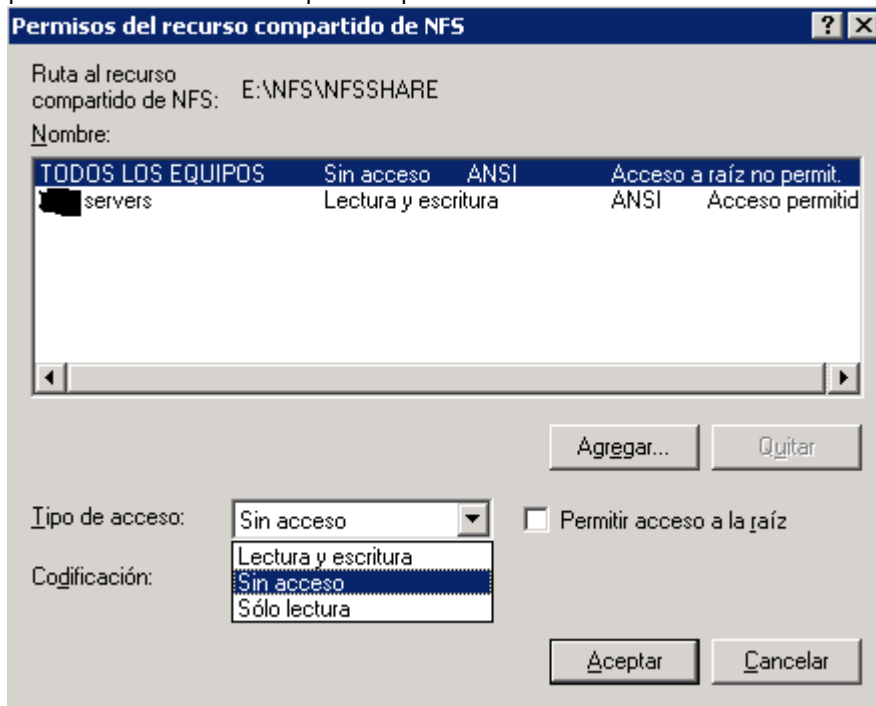 Permisos del recurso compartido de NFS
Ruta al recurso
compartido de NFS: E:\NFS\NFSSHARE
Nombre:
TODOS LOS EQUIPOS Sin acceso ANSI Acceso a raíz no permit.
servers Lectura y escritura ANSI Acceso permitid
Agregar... Quitar
Tipo de acceso: Sin acceso Permitir acceso a la raíz
Lectura y escritura
Codificación: Sin acceso
Sólo lectura
Aceptar Cancelar